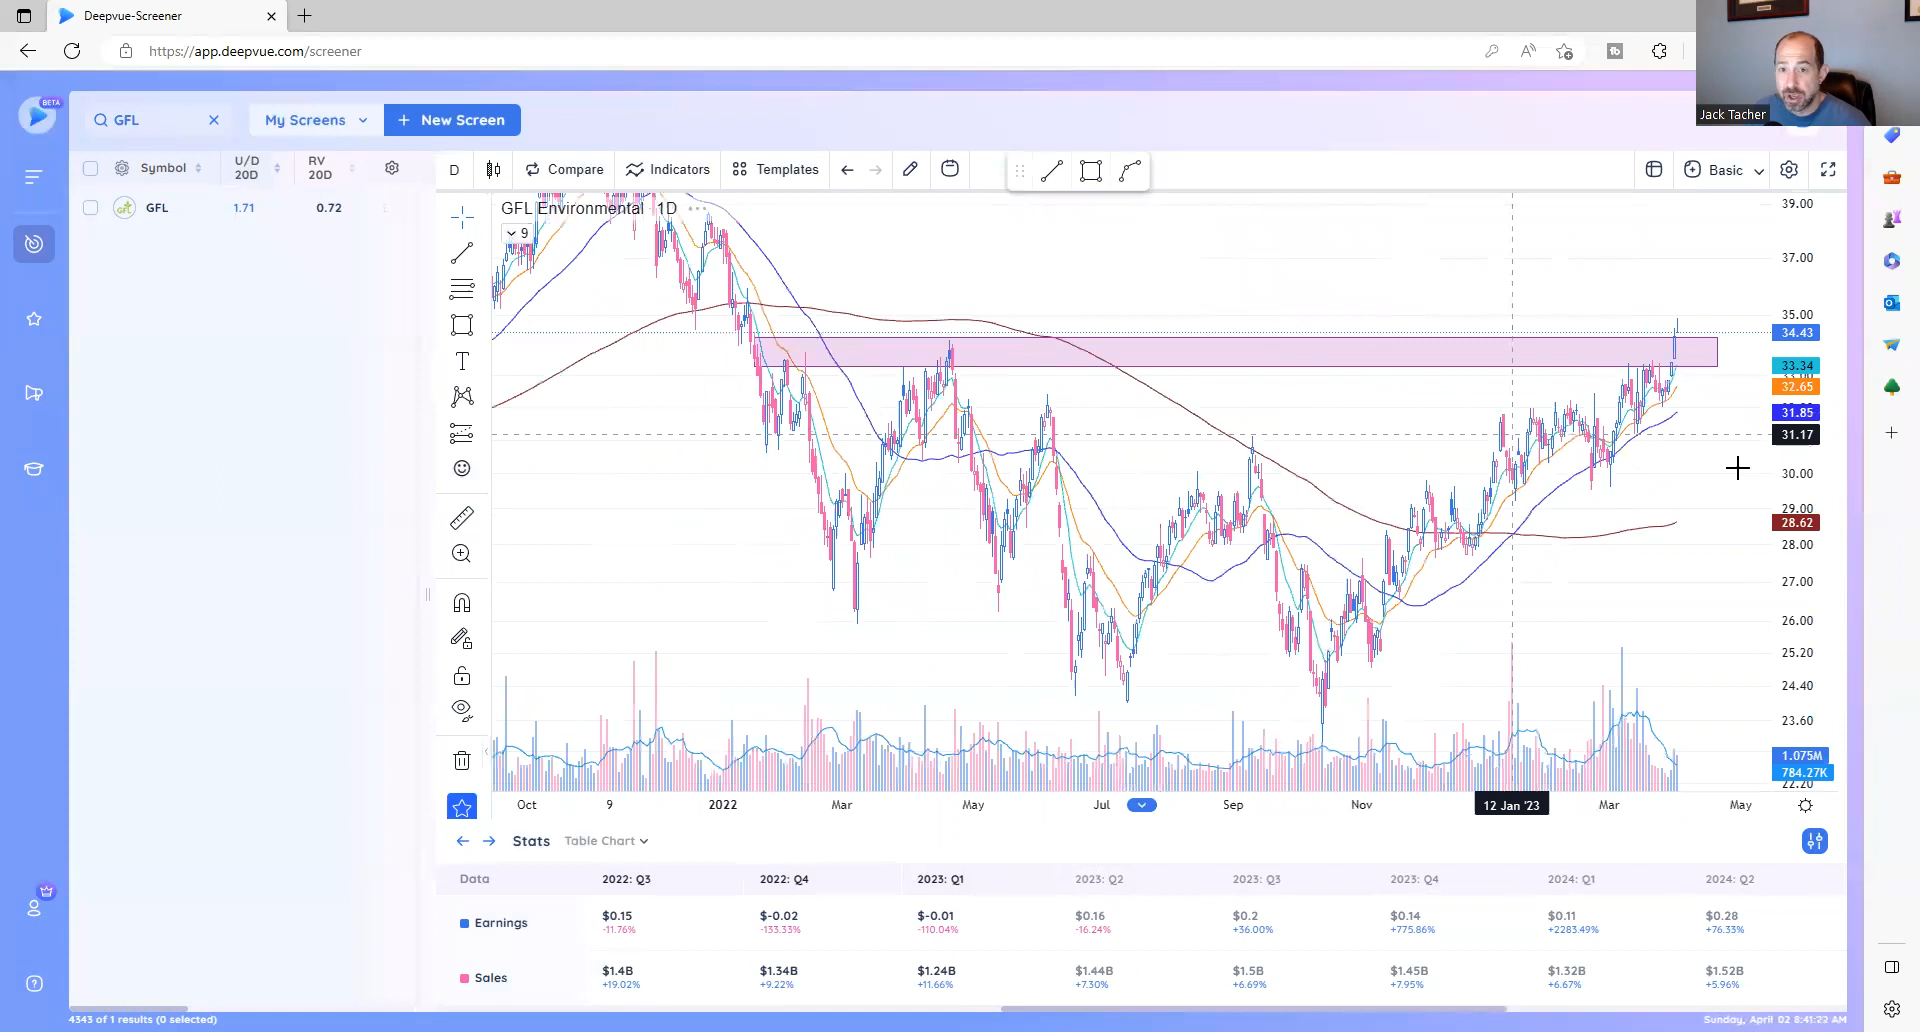 Deepvue-Screener
https://app.deepvue.com/screener
Jack Tacher
BETA
GFL
My Screens
+ New Screen
Symbol
U/D
20D
RV
20D
GFL
1.71
0.72
D
Compare
Indicators
Templates
Basic
GFL Environmental · 1D
9
39.00
37.00
35.00
34.43
33.34
33.00
32.65
31.85
31.17
30.00
29.00
28.62
28.00
27.00
26.00
25.20
24.40
23.60
1.075M
784.27K
22.20
Oct
9
2022
Mar
May
Jul
Sep
Nov
12 Jan '23
Mar
May
Stats
Table Chart
Data
2022: Q3
2022: Q4
2023: Q1
2023: Q2
2023: Q3
2023: Q4
2024: Q1
2024: Q2
Earnings
$0.15
$-0.02
$-0.01
$0.16
$0.2
$0.14
$0.11
$0.28
-11.76%
-133.33%
-110.04%
-16.24%
+36.00%
+775.86%
+2283.49%
+76.33%
Sales
$1.4B
$1.34B
$1.24B
$1.44B
$1.5B
$1.45B
$1.32B
$1.52B
+19.02%
+9.22%
+11.66%
+7.30%
+6.69%
+7.95%
+6.67%
+5.96%
4343 of 1 results (0 selected)
Sunday, April 02 8:41:22 AM